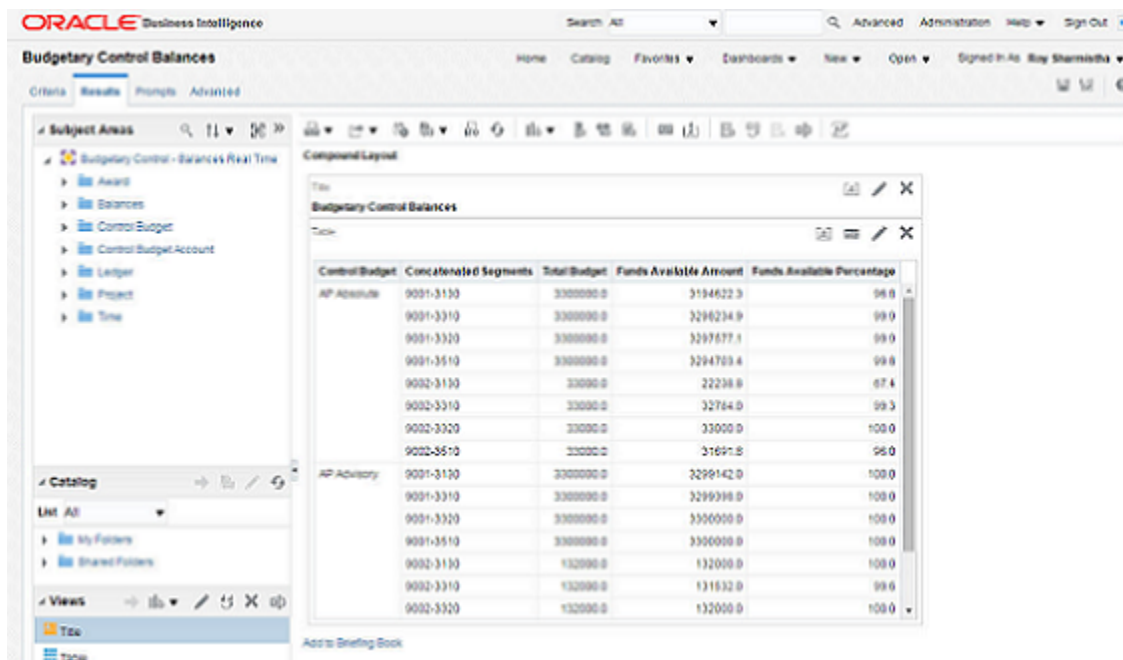 ORACLE Business Intelligence
Search All
Advanced Administration Help Sign Out
Budgetary Control Balances
Home Catalog Favorites Dashboards New Open Signed In As Roy Sharmistha
Criteria Results Prompts Advanced
Subject Areas
Budgetary Control - Balances Real Time
Award
Balances
Control Budget
Control Budget Account
Ledger
Project
Time
Catalog
List All
My Folders
Shared Folders
Views
Title
Table
Compound Layout
Title
Budgetary Control Balances
Table
Control Budget Concatenated Segments Total Budget Funds Available Amount Funds Available Percentage
AP Absolute 9001-3130 3300000.0 3194622.3 96.8
9001-3310 3300000.0 3296234.9 99.9
9001-3320 3300000.0 3297677.1 99.9
9001-3510 3300000.0 3294703.4 99.8
9002-3130 33000.0 22238.8 67.4
9002-3310 33000.0 32764.0 99.3
9002-3320 33000.0 33000.0 100.0
9002-3510 33000.0 31691.8 96.0
AP Advisory 9001-3130 3300000.0 3299142.0 100.0
9001-3310 3300000.0 3299398.0 100.0
9001-3320 3300000.0 3300000.0 100.0
9001-3510 3300000.0 3300000.0 100.0
9002-3130 132000.0 132000.0 100.0
9002-3310 132000.0 131532.0 99.6
9002-3320 132000.0 132000.0 100.0
Add to Briefing Book